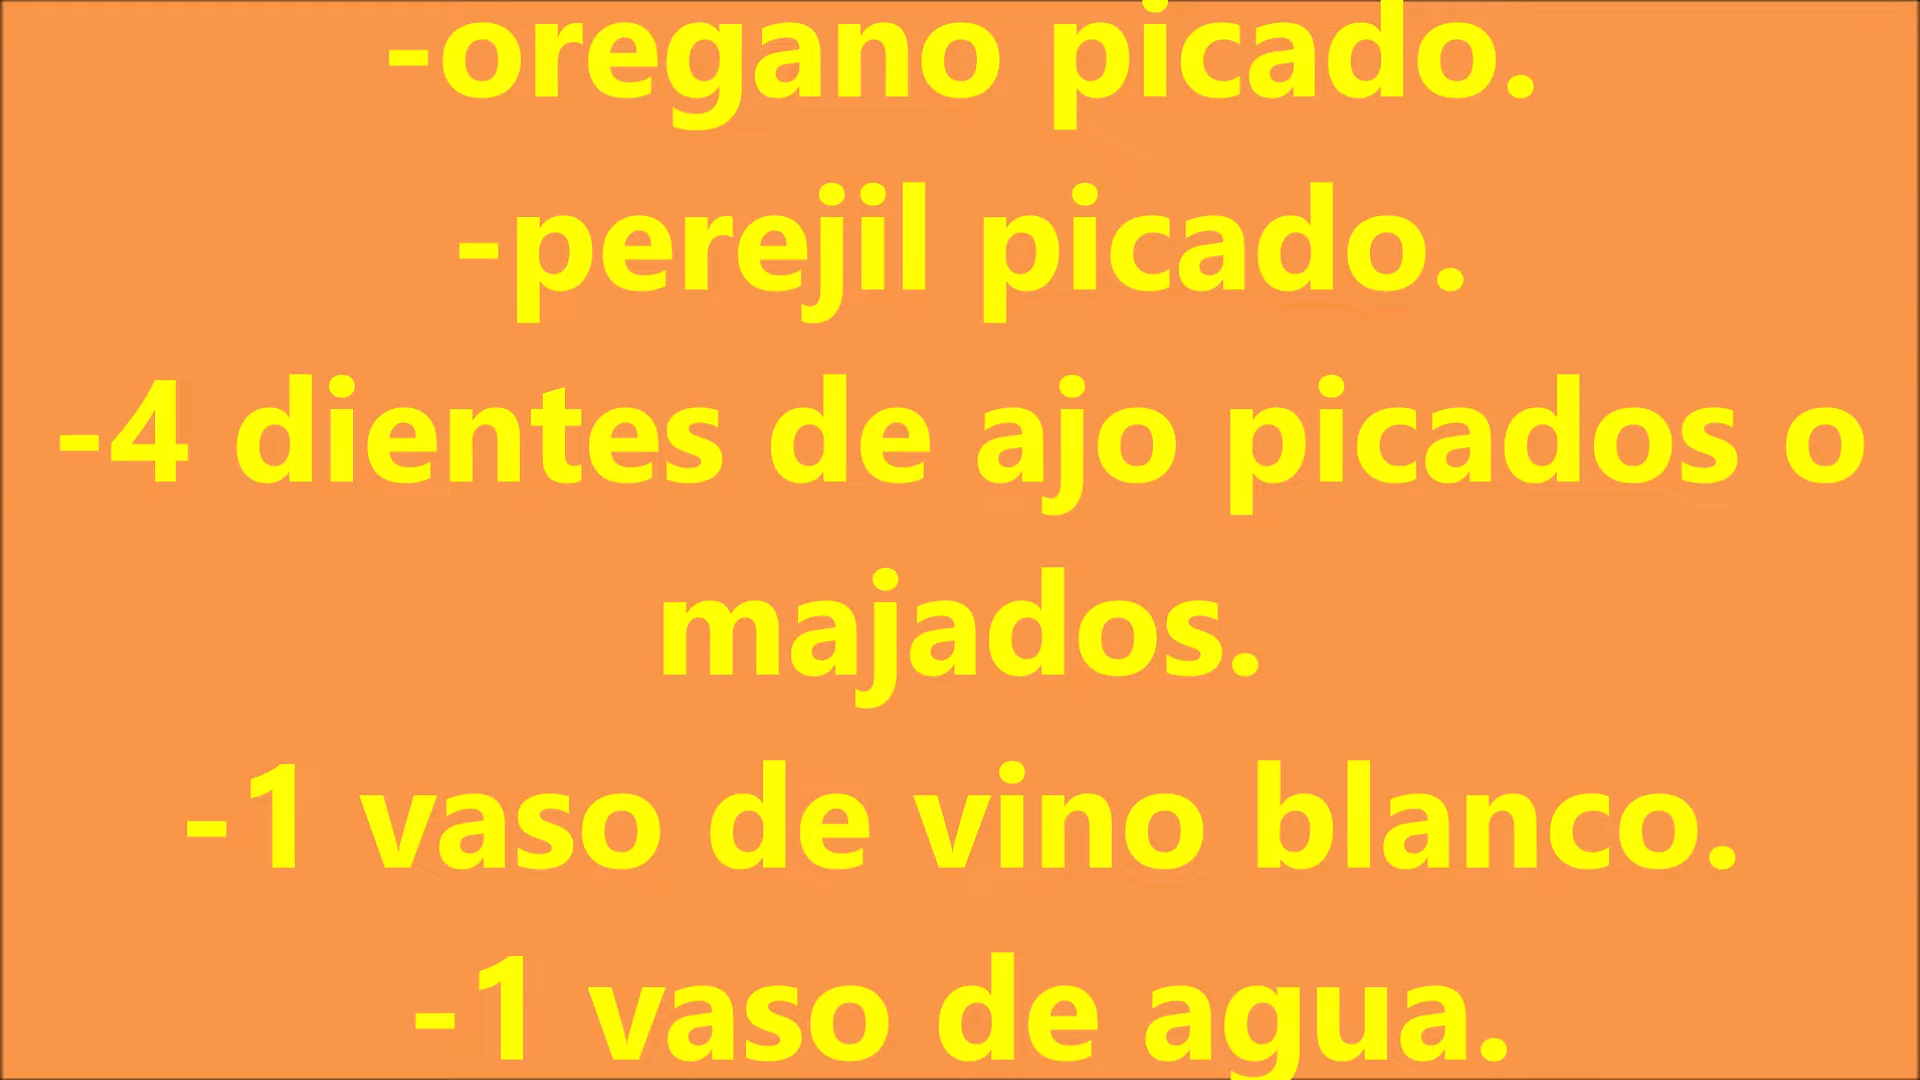 -oregano picado.
-perejil picado.
-4 dientes de ajo picados o
majados.
-1 vaso de vino blanco.
-1 vaso de agua.